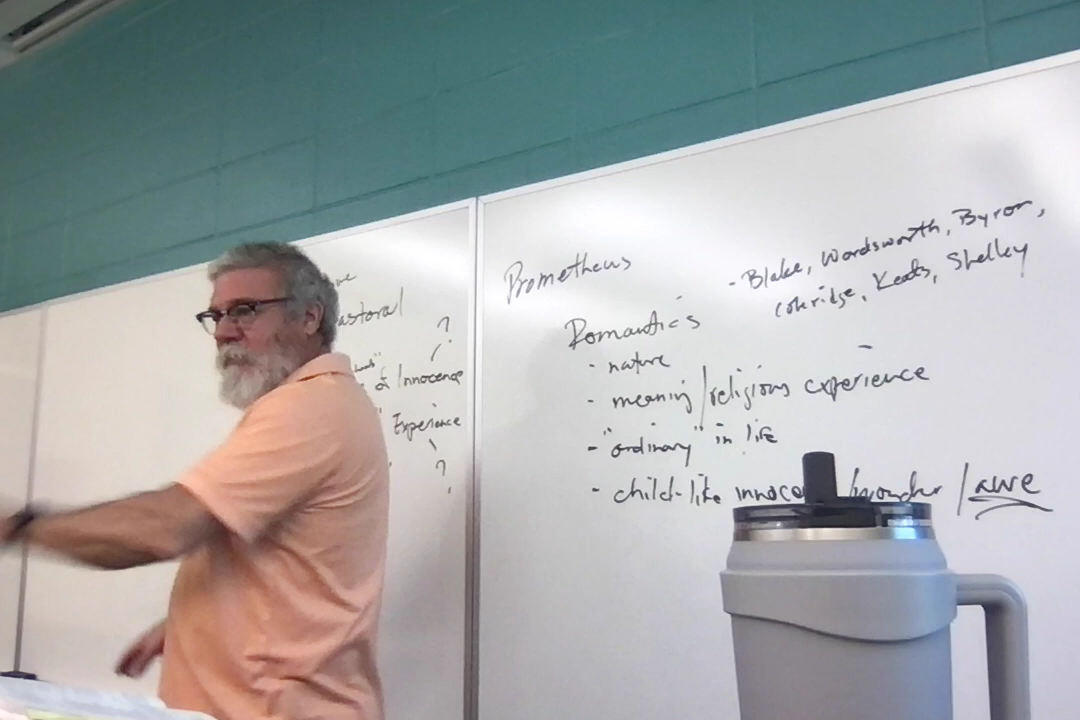 Pastoral
?
of Innocence
Experience
?
Prometheus
- Blake, Wordsworth, Byron,
Coleridge, Keats, Shelley
Romantics
- nature
- meaning/religious experience
- "ordinary" in life
- child-like /wonder /awe